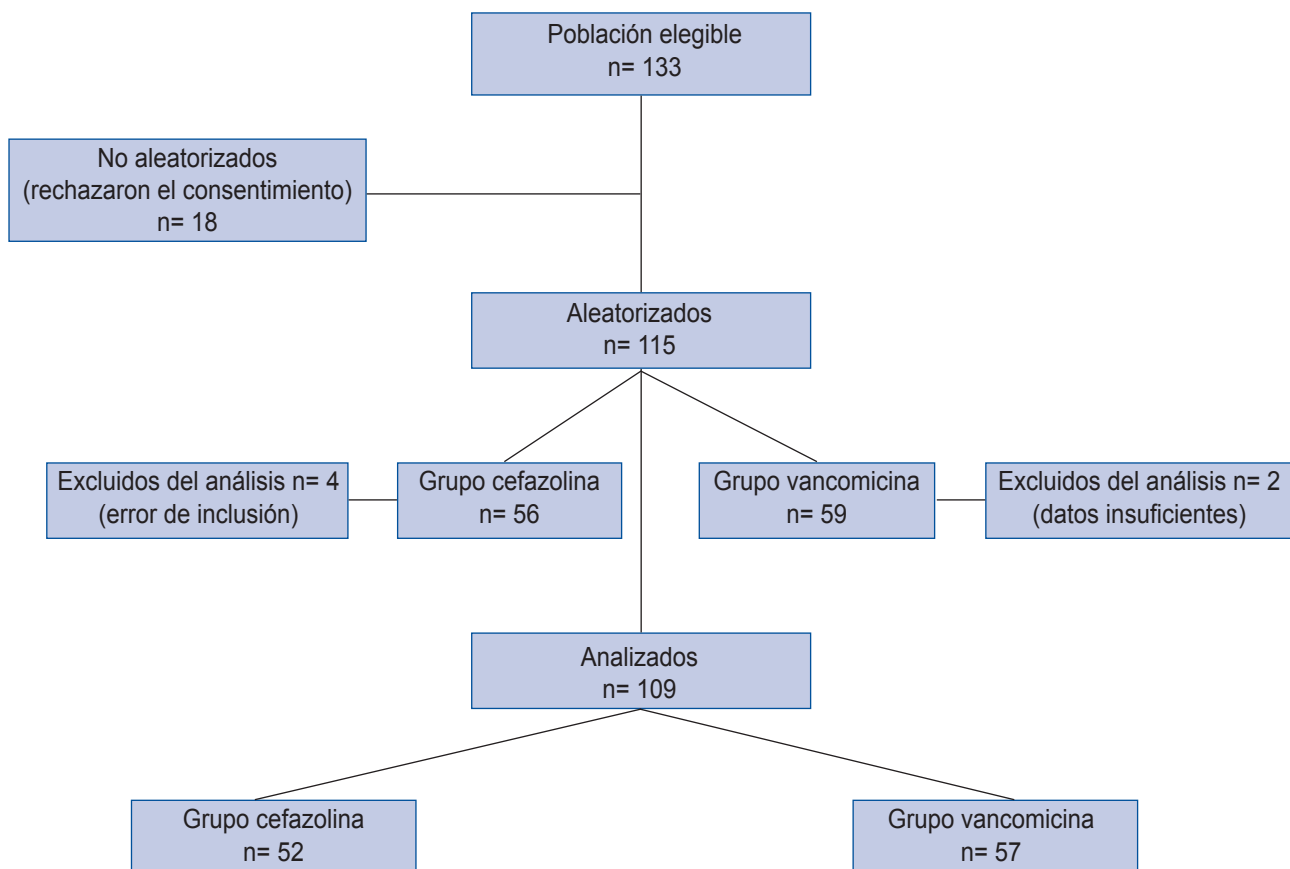 Población elegible
n= 133
No aleatorizados
(rechazaron el consentimiento)
n= 18
Aleatorizados
n= 115
Excluidos del análisis n= 4
(error de inclusión)
Grupo cefazolina
n= 56
Grupo vancomicina
n= 59
Excluidos del análisis n= 2
(datos insuficientes)
Analizados
n= 109
Grupo cefazolina
n= 52
Grupo vancomicina
n= 57